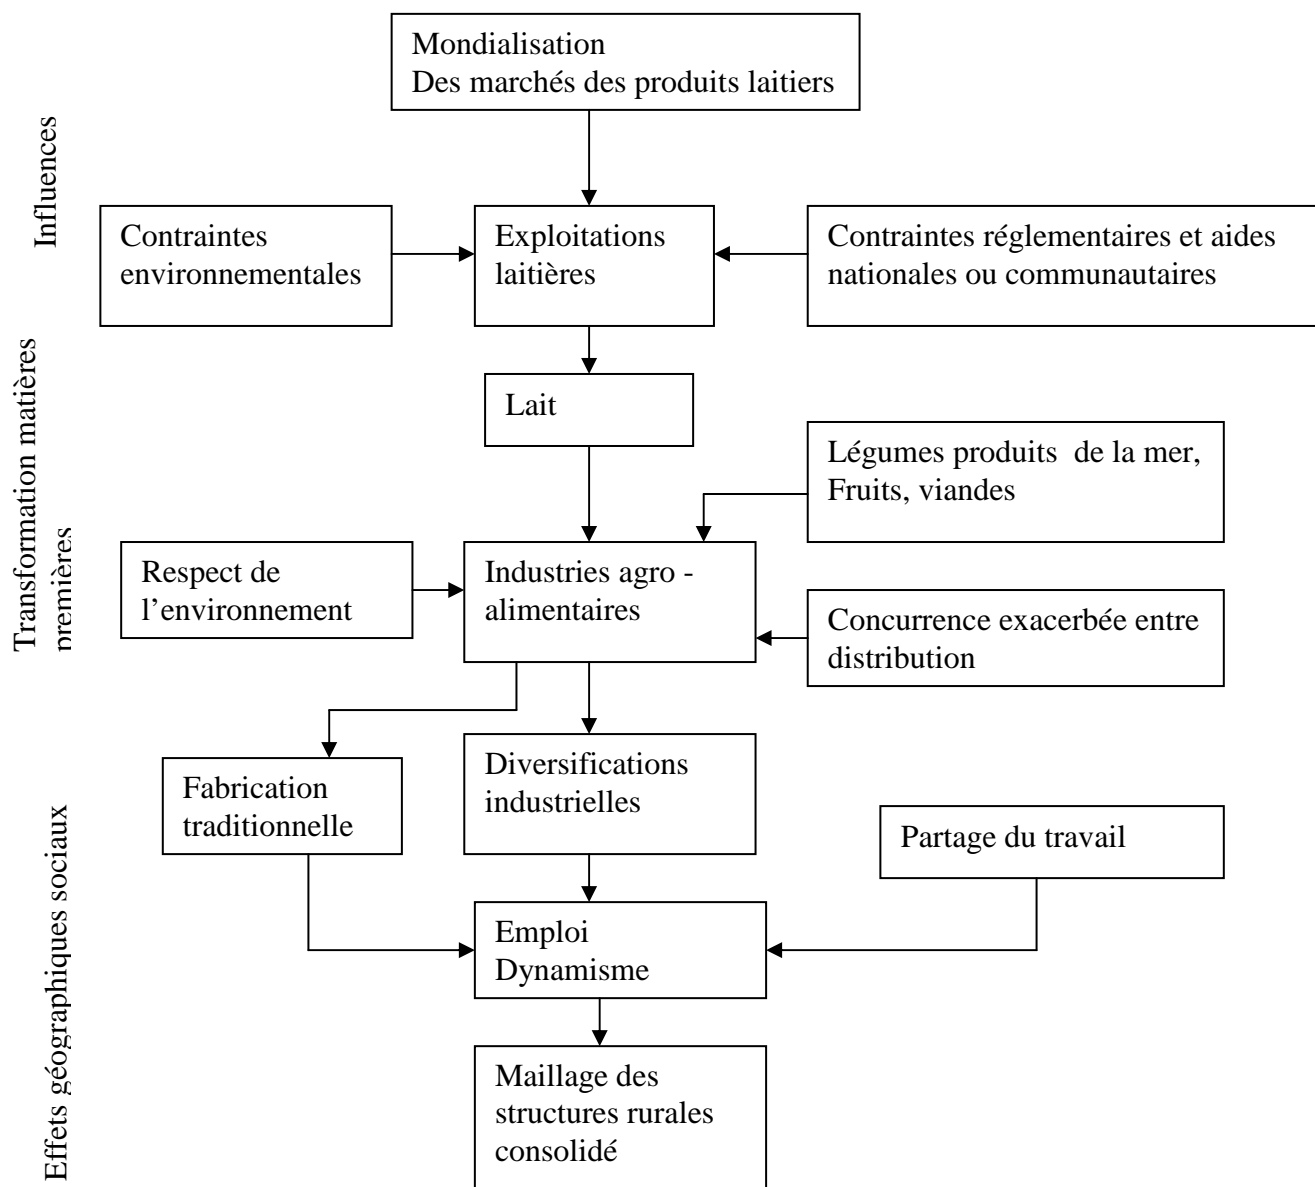 Mondialisation
Des marchés des produits laitiers
Influences
Contraintes
environnementales
Exploitations
laitières
Contraintes réglementaires et aides
nationales ou communautaires
Transformation matières
premières
Lait
Légumes produits  de la mer,
Fruits, viandes
Respect de
l’environnement
Industries agro -
alimentaires
Concurrence exacerbée entre
distribution
Effets géographiques sociaux
Fabrication
traditionnelle
Diversifications
industrielles
Partage du travail
Emploi
Dynamisme
Maillage des
structures rurales
consolidé